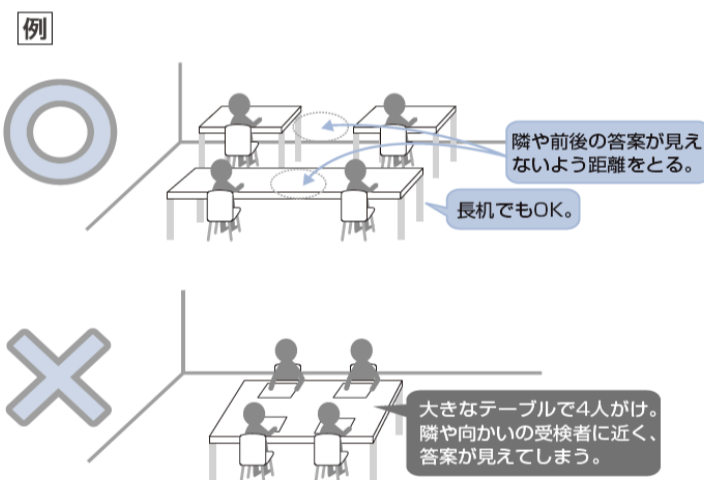 例
隣や前後の答案が見え
ないよう距離をとる。
長机でもOK。
大きなテーブルで4人がけ。
隣や向かいの受検者に近く、
答案が見えてしまう。